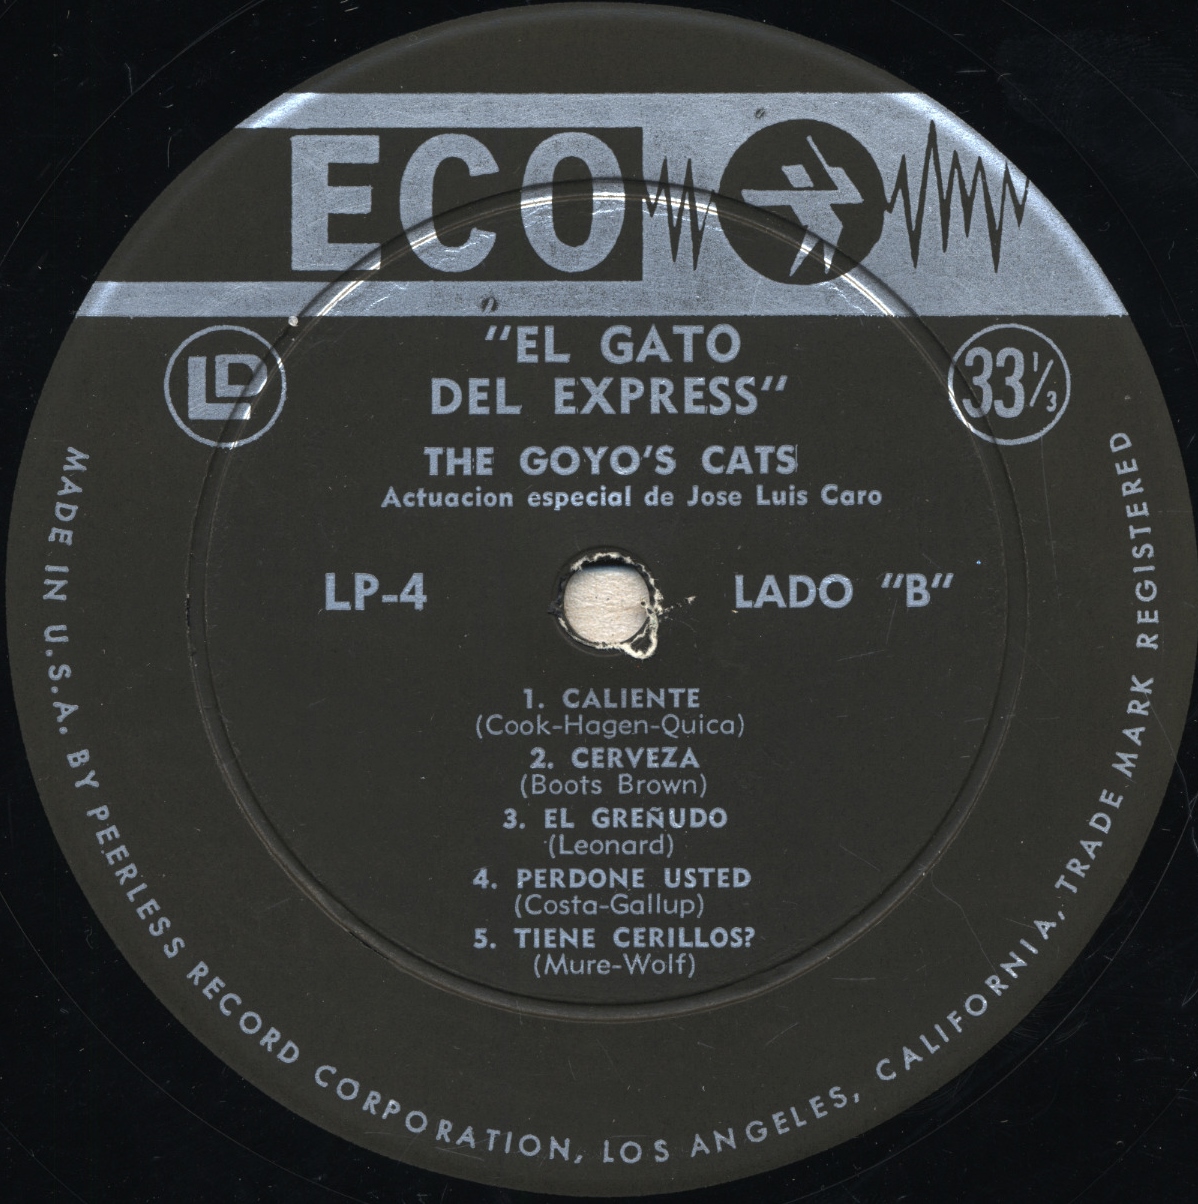 ECO
"EL GATO
DEL EXPRESS"
LP
33 1/3
THE GOYO'S CATS
Actuacion especial de Jose Luis Caro
LP-4
LADO "B"
1. CALIENTE
(Cook-Hagen-Quica)
2. CERVEZA
(Boots Brown)
3. EL GREÑUDO
(Leonard)
4. PERDONE USTED
(Costa-Gallup)
5. TIENE CERILLOS?
(Mure-Wolf)
MADE IN U.S.A. BY PEERLESS RECORD CORPORATION, LOS ANGELES, CALIFORNIA, TRADE MARK REGISTERED